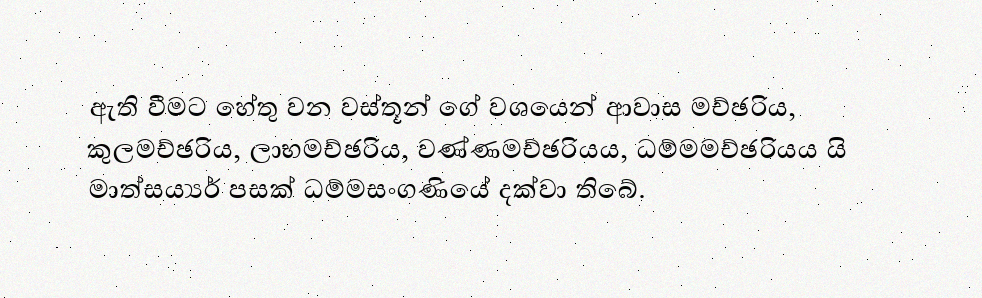 ඇති වීමට හේතු වන වස්තූන් ගේ වශයෙන් ආවාස මච්ඡරිය,
කුලමච්ඡරිය, ලාභමච්ඡරිය, වණ්ණමච්ඡරියය, ධම්මමච්ඡරියය යි
මාත්සර්‍ය්‍ය පසක් ධම්මසංගණියේ දක්වා තිබේ.